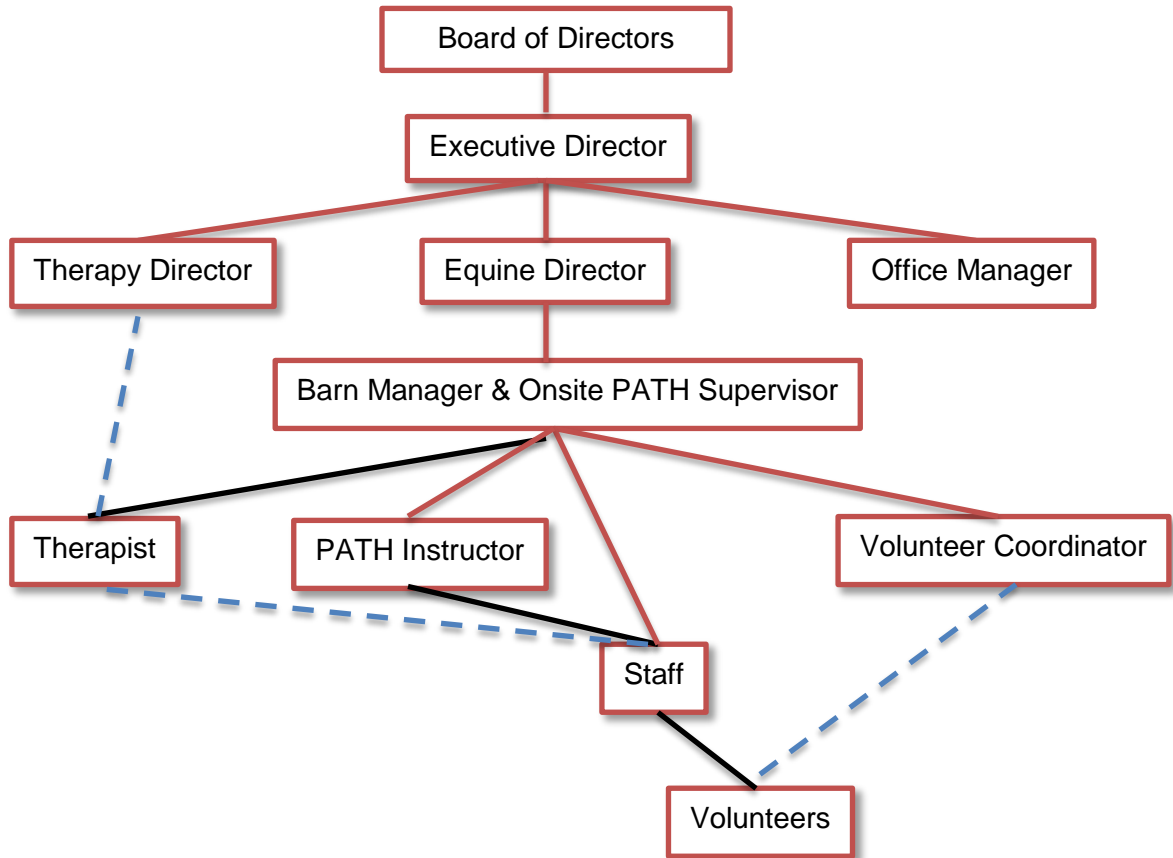 Board of Directors
Executive Director
Therapy Director
Equine Director
Office Manager
Barn Manager & Onsite PATH Supervisor
Therapist
PATH Instructor
Volunteer Coordinator
Staff
Volunteers